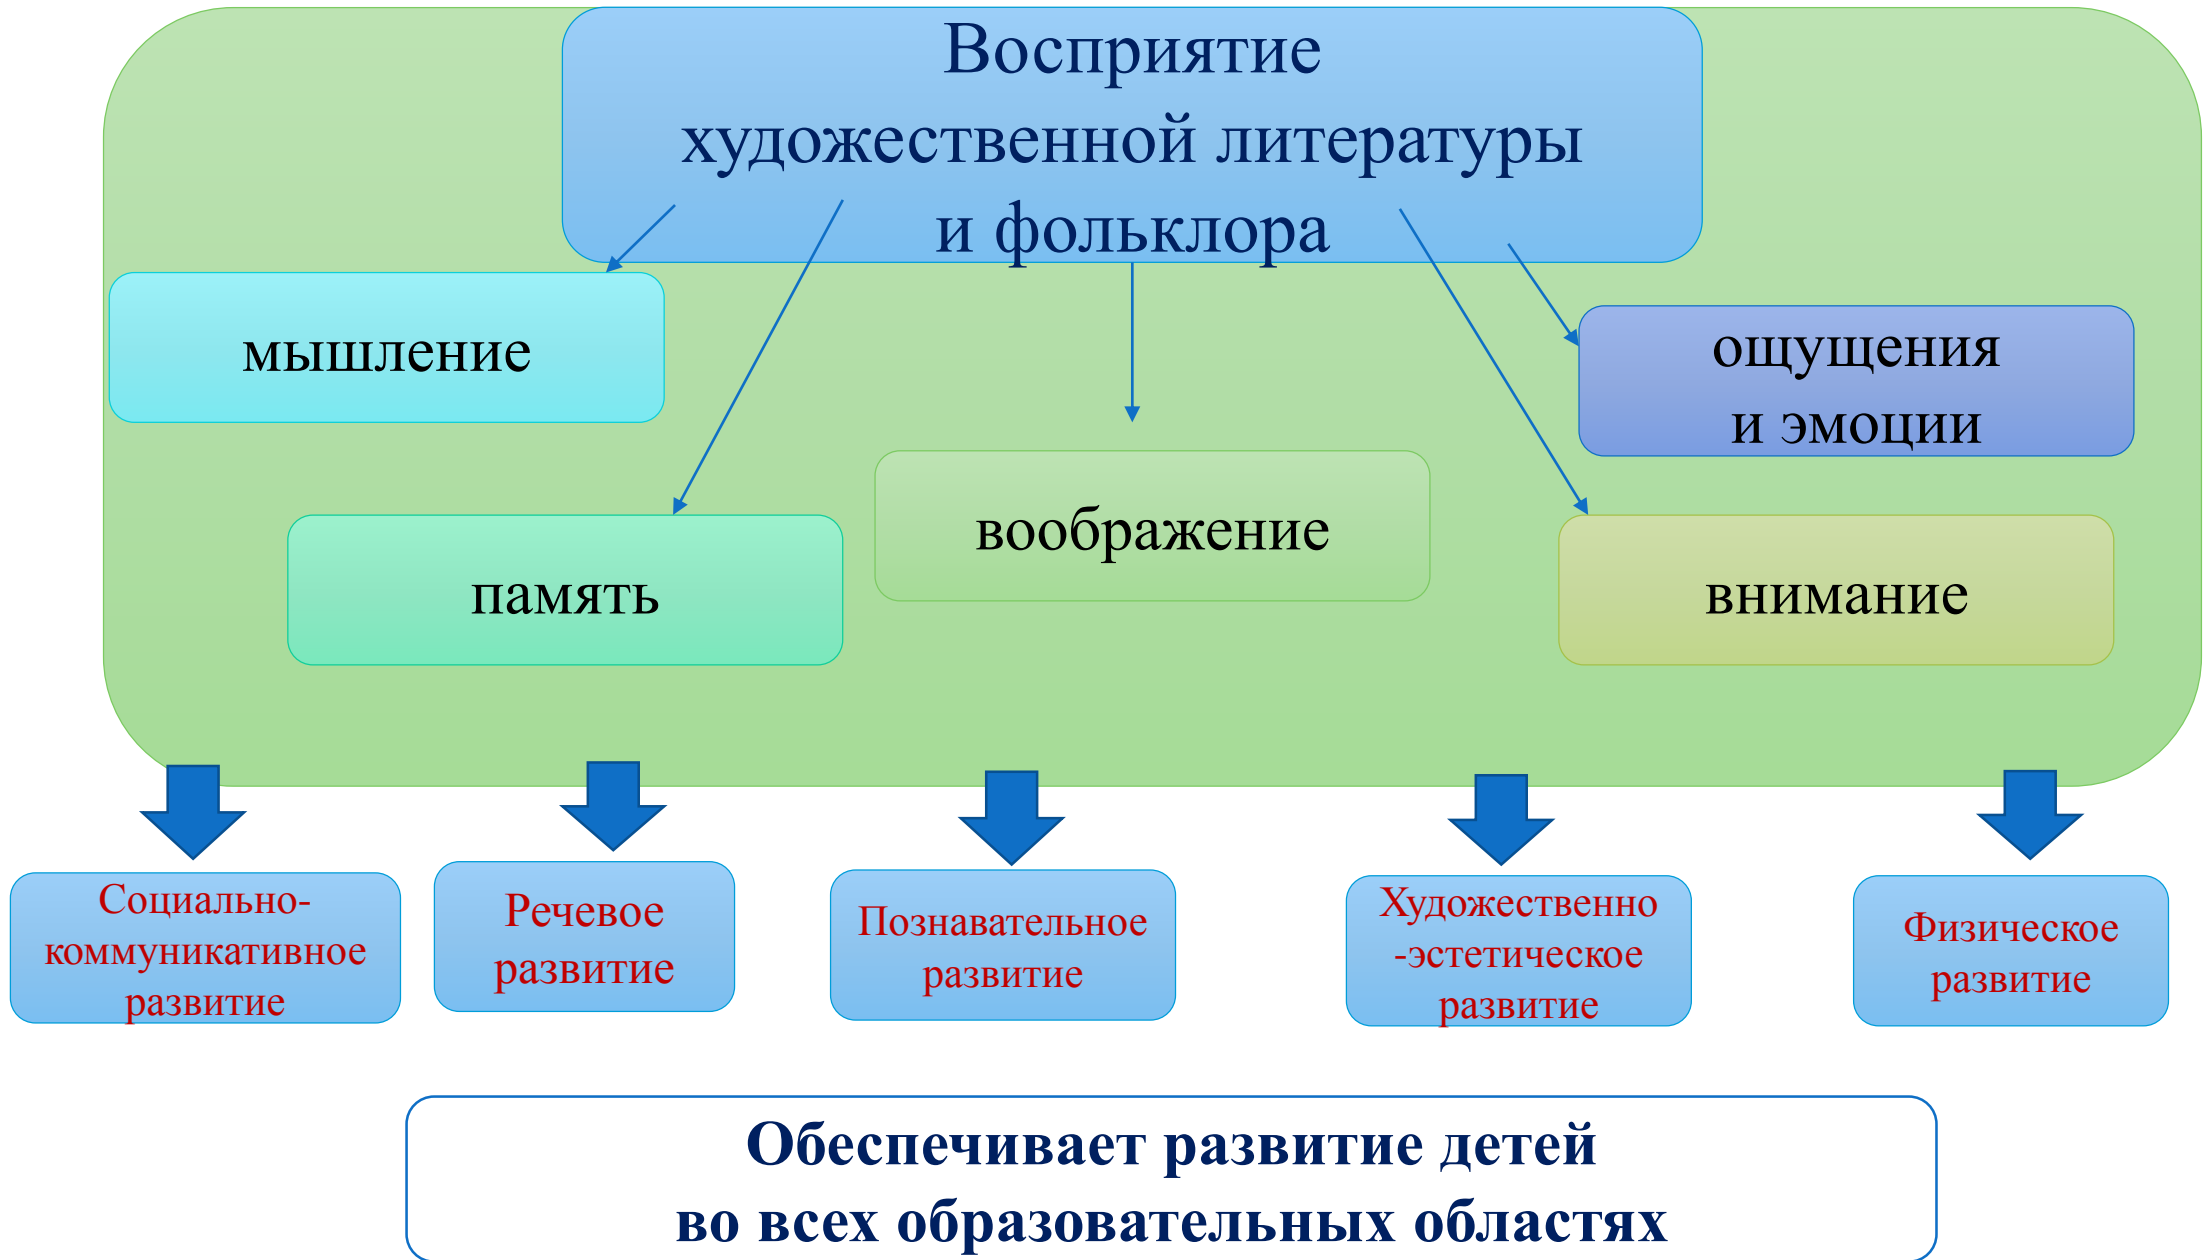 Восприятие
художественной литературы
и фольклора
мышление
ощущения
и эмоции
воображение
память
внимание
Социально-
коммуникативное
развитие
Речевое
развитие
Познавательное
развитие
Художественно
-эстетическое
развитие
Физическое
развитие
Обеспечивает развитие детей
во всех образовательных областях